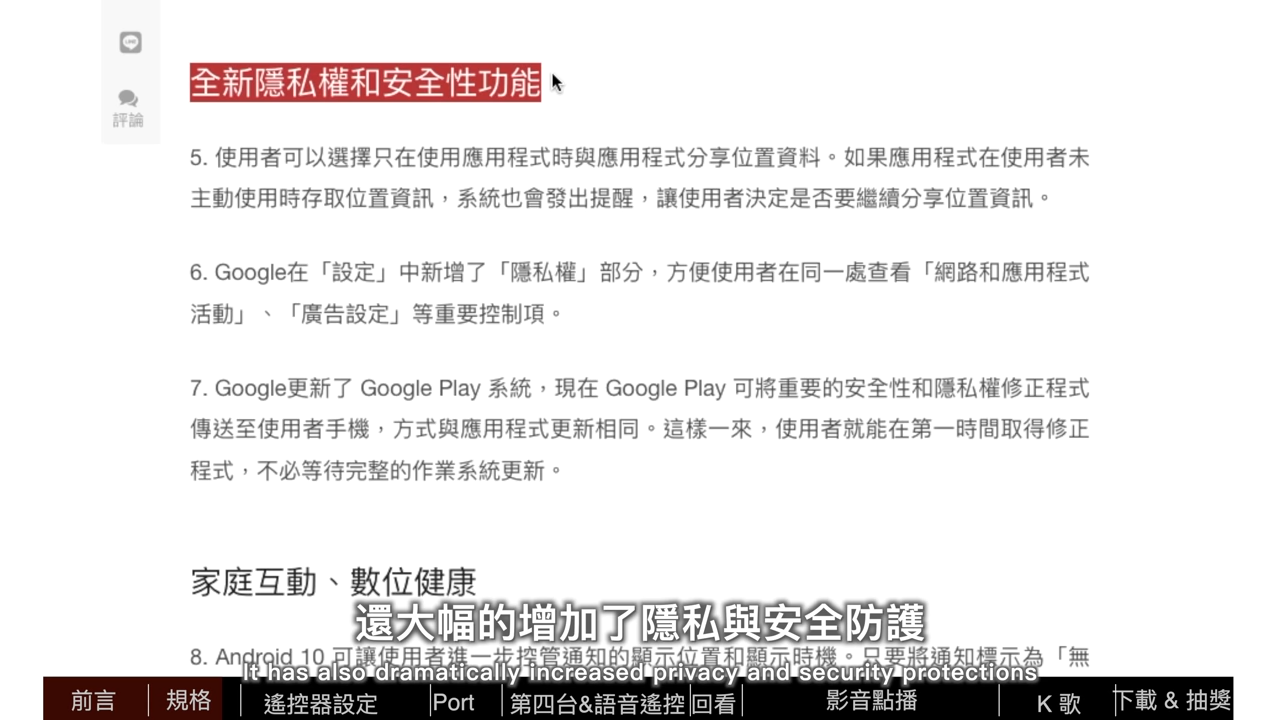 LINE
評論
全新隱私權和安全性功能
5. 使用者可以選擇只在使用應用程式時與應用程式分享位置資料。如果應用程式在使用者未
主動使用時存取位置資訊，系統也會發出提醒，讓使用者決定是否要繼續分享位置資訊。
6. Google在「設定」中新增了「隱私權」部分，方便使用者在同一處查看「網路和應用程式
活動」、「廣告設定」等重要控制項。
7. Google更新了 Google Play 系統，現在 Google Play 可將重要的安全性和隱私權修正程式
傳送至使用者手機，方式與應用程式更新相同。這樣一來，使用者就能在第一時間取得修正
程式，不必等待完整的作業系統更新。
家庭互動、數位健康
還大幅的增加了隱私與安全防護
8. Android 10 可讓使用者進一步控管通知的顯示位置和顯示時機。只要將通知標示為「無
It has also dramatically increased privacy and security protections
前言 規格 遙控器設定 Port 第四台&語音遙控 回看 影音點播 K 歌 下載 & 抽獎